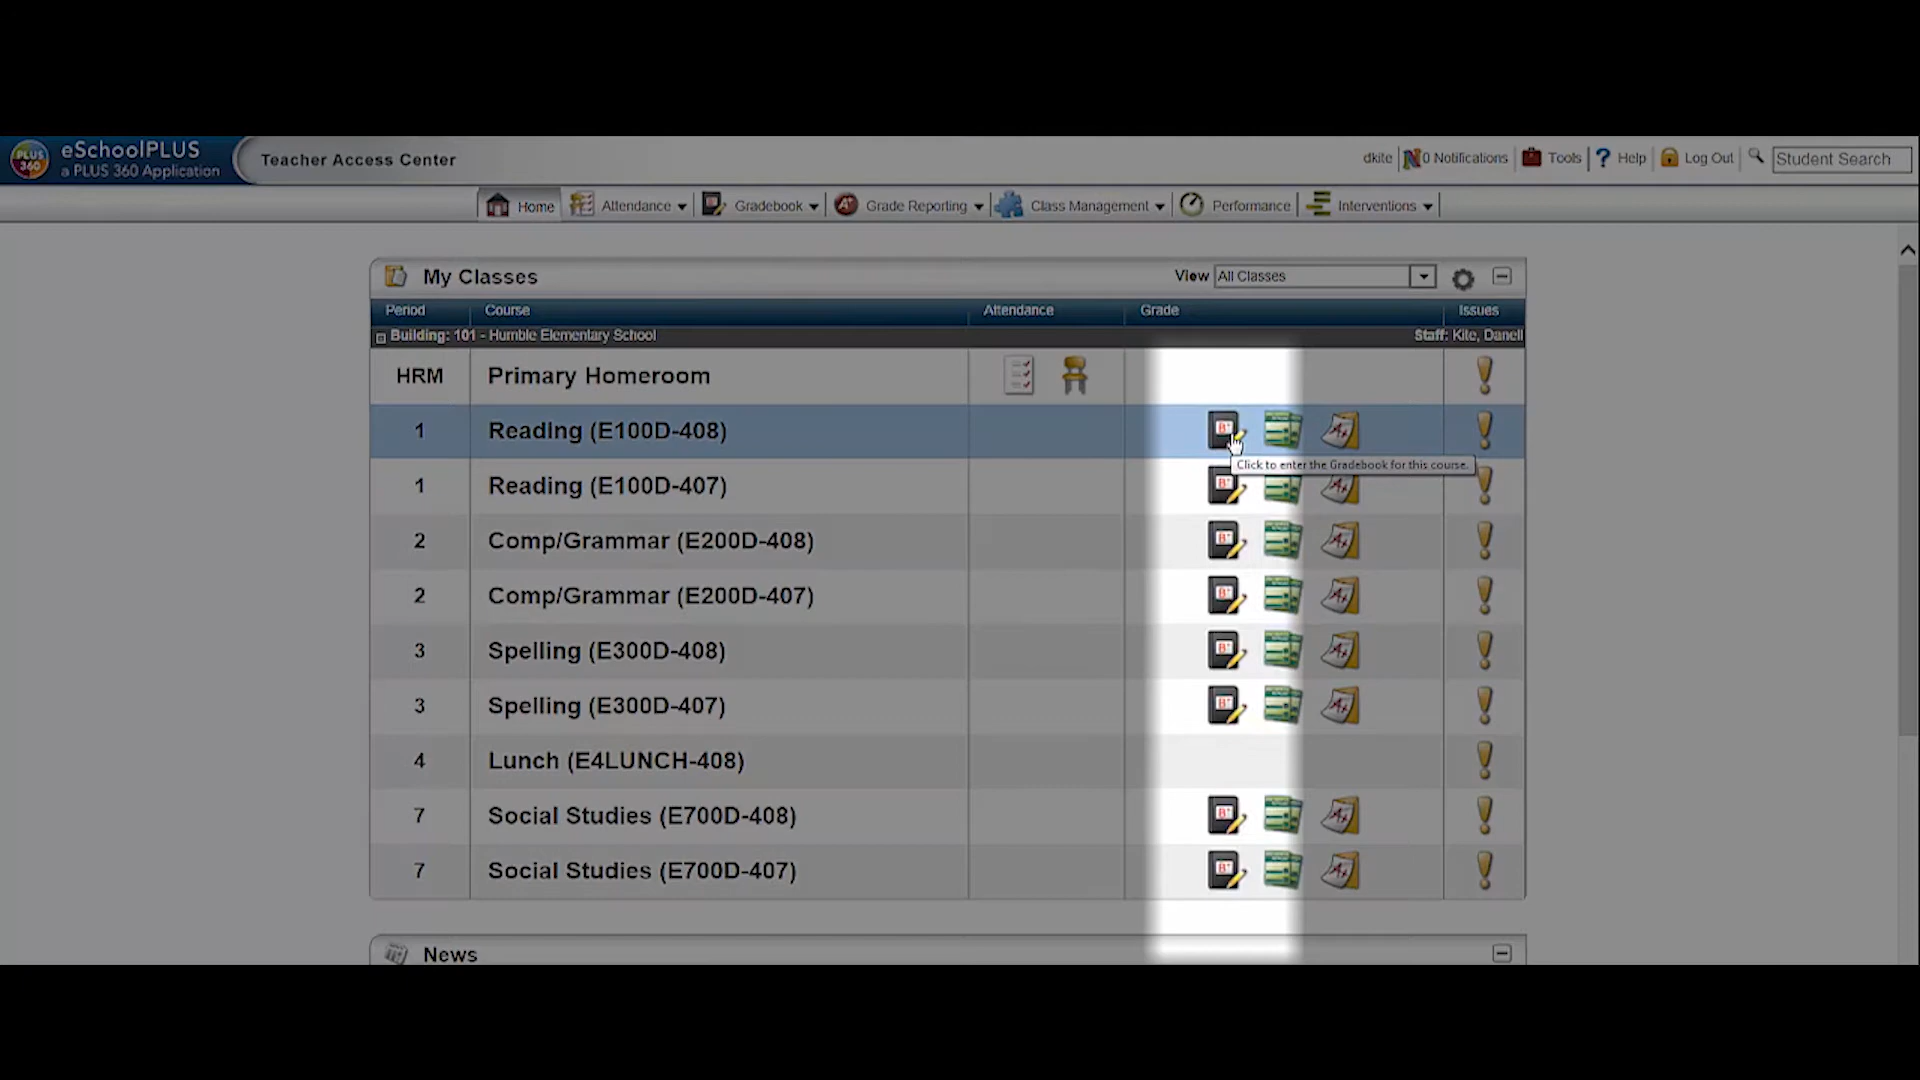 PLUS 360
eSchoolPLUS
a PLUS 360 Application
Teacher Access Center
dkite 0 Notifications Tools Help Log Out Student Search
Home Attendance Gradebook Grade Reporting Class Management Performance Interventions
My Classes View All Classes
Period Course Attendance Grade Issues
Building: 101 - Humble Elementary School Staff: Kite, Danell
HRM Primary Homeroom
1 Reading (E100D-408)
Click to enter the Gradebook for this course.
1 Reading (E100D-407)
2 Comp/Grammar (E200D-408)
2 Comp/Grammar (E200D-407)
3 Spelling (E300D-408)
3 Spelling (E300D-407)
4 Lunch (E4LUNCH-408)
7 Social Studies (E700D-408)
7 Social Studies (E700D-407)
News